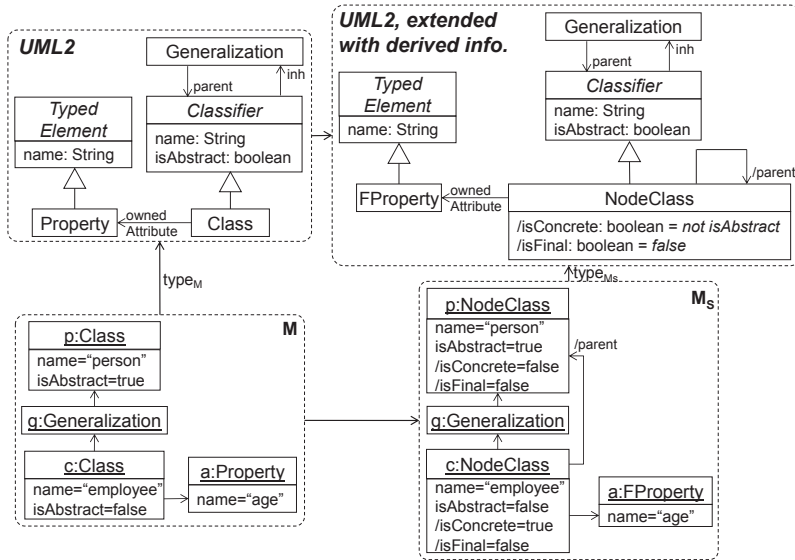 UML2
Generalization
parent
inh
Typed
Element
name: String
Classifier
name: String
isAbstract: boolean
Property
owned
Attribute
Class
UML2, extended
with derived info.
Generalization
parent
inh
Typed
Element
name: String
Classifier
name: String
isAbstract: boolean
/parent
FProperty
owned
Attribute
NodeClass
/isConcrete: boolean = not isAbstract
/isFinal: boolean = false
typeM
typeMs
M
p:Class
name="person"
isAbstract=true
g:Generalization
c:Class
name="employee"
isAbstract=false
a:Property
name="age"
MS
p:NodeClass
name="person"
isAbstract=true
/isConcrete=false
/isFinal=false
/parent
g:Generalization
c:NodeClass
name="employee"
isAbstract=false
/isConcrete=true
/isFinal=false
a:FProperty
name="age"